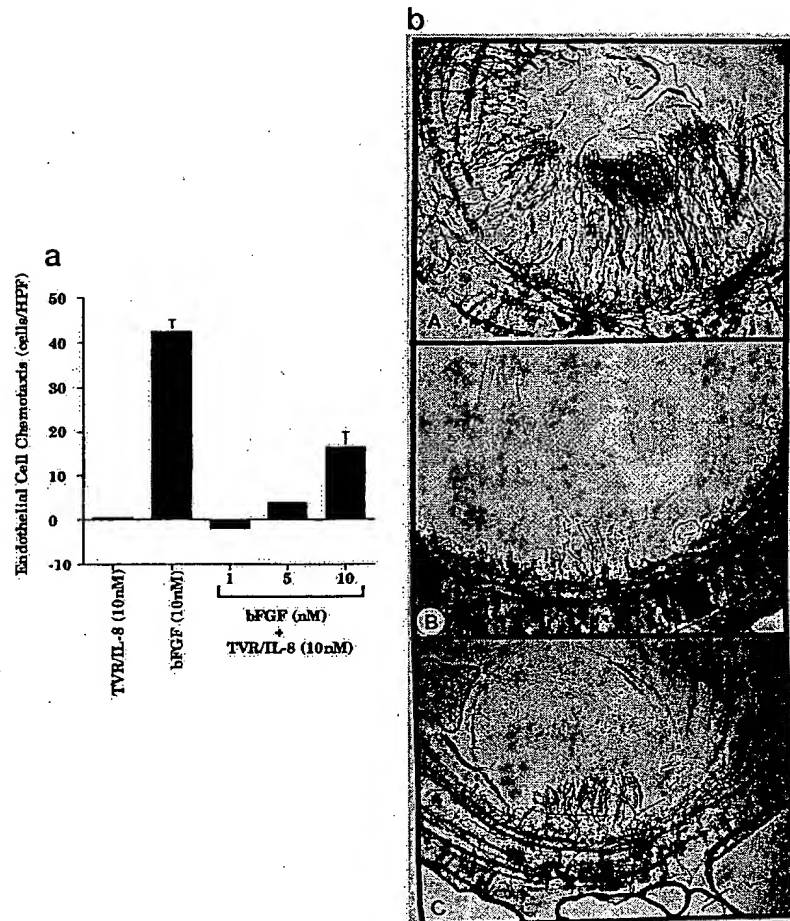 b
A
B
C
a
Endothelial Cell Chemotaxis (cells/HPF)
50
40
30
20
10
0
-10
TVR/IL-8 (10nM)
bFGF (10nM)
1 5 10
bFGF (nM)
+
TVR/IL-8 (10nM)